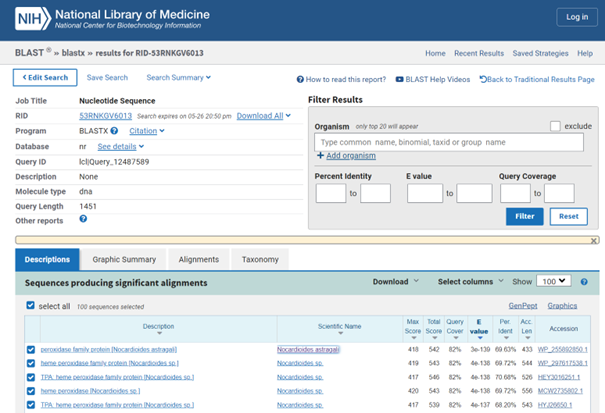 NIH National Library of Medicine
National Center for Biotechnology Information
Log in
BLAST ® » blastx » results for RID-53RNKGV6013
Home Recent Results Saved Strategies Help
< Edit Search Save Search Search Summary
How to read this report? BLAST Help Videos Back to Traditional Results Page
Job Title Nucleotide Sequence
RID 53RNKGV6013 Search expires on 05-26 20:50 pm Download All
Program BLASTX ? Citation
Database nr See details
Query ID lcl|Query_12487589
Description None
Molecule type dna
Query Length 1451
Other reports ?
Filter Results
Organism only top 20 will appear exclude
Type common name, binomial, taxid or group name
+ Add organism
Percent Identity E value Query Coverage
to to to
Filter Reset
Descriptions Graphic Summary Alignments Taxonomy
Sequences producing significant alignments Download Select columns Show 100 ?
select all 100 sequences selected GenPept Graphics
Description Scientific Name Max Score Total Score Query Cover E value Per. Ident Acc. Len Accession
peroxidase family protein [Nocardioides astragali] Nocardioides astragali 418 542 82% 3e-139 69.63% 433 WP_255892850.1
heme peroxidase family protein [Nocardioides sp.] Nocardioides sp. 419 543 82% 4e-138 69.72% 544 WP_297617538.1
TPA: heme peroxidase family protein [Nocardioides sp.] Nocardioides sp. 417 546 82% 4e-138 70.68% 526 HEY3016251.1
heme peroxidase [Nocardioides sp.] Nocardioides sp. 420 543 82% 4e-138 69.72% 556 MCW2735802.1
TPA: heme peroxidase family protein [Nocardioides sp.] Nocardioides sp. 417 539 82% 4e-137 68.20% 543 HYJ26650.1